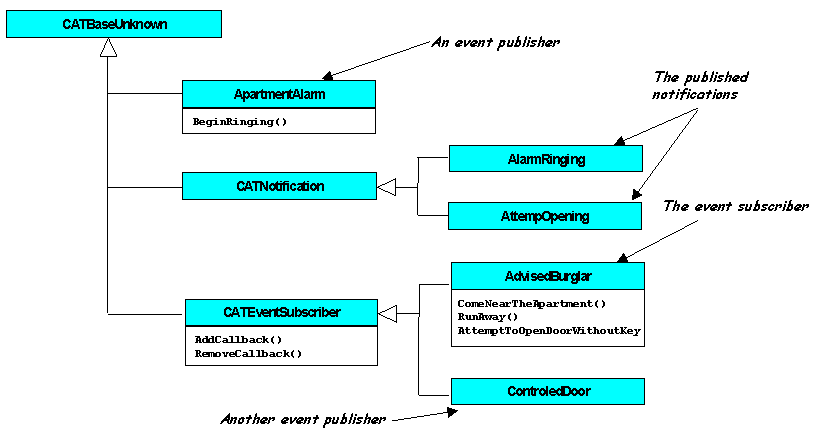 CATBaseUnknown
An event publisher
ApartmentAlarm
BeginRinging()
The published
notifications
AlarmRinging
CATNotification
AttempOpening
The event subscriber
AdvisedBurglar
ComeNearTheApartment()
RunAway()
AttemptToOpenDoorWithoutKey
CATEventSubscriber
AddCallback()
RemoveCallback()
ControledDoor
Another event publisher